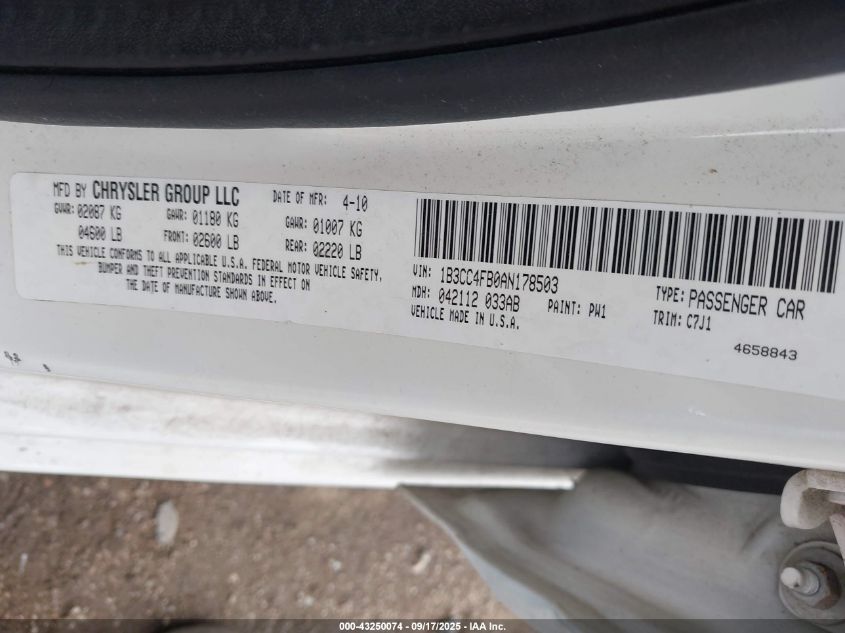 MFD BY CHRYSLER GROUP LLC DATE OF MFR: 4-10
GVWR: 02087 KG GAWR: 01180 KG GAWR: 01007 KG
04600 LB FRONT: 02600 LB REAR: 02220 LB
THIS VEHICLE CONFORMS TO ALL APPLICABLE U.S.A. FEDERAL MOTOR VEHICLE SAFETY,
BUMPER AND THEFT PREVENTION STANDARDS IN EFFECT ON
THE DATE OF MANUFACTURE SHOWN ABOVE.
VIN: 1B3CC4FB0AN178503 TYPE: PASSENGER CAR
MDH: 042112 033AB PAINT: PW1 TRIM: C7J1
VEHICLE MADE IN U.S.A.
4658843
000-43250074 - 09/17/2025 - IAA Inc.